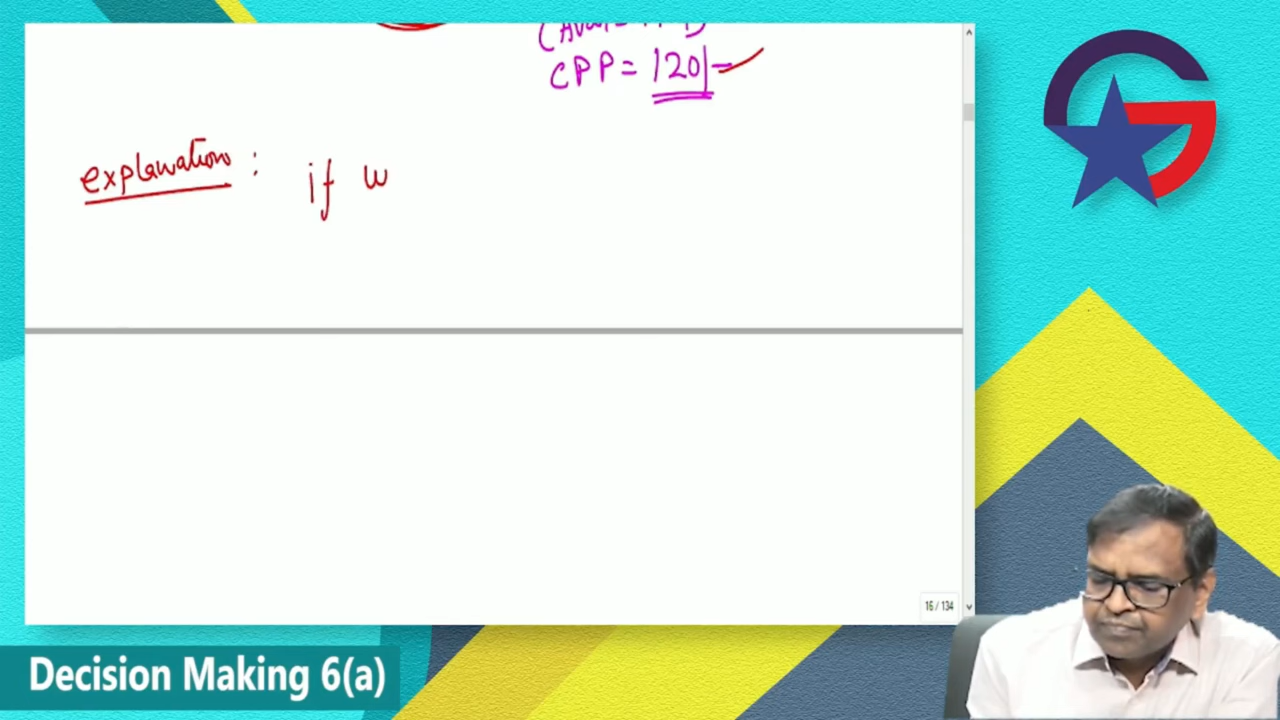 CPP = 120/-
explanation : if w
16 / 134
Decision Making 6(a)